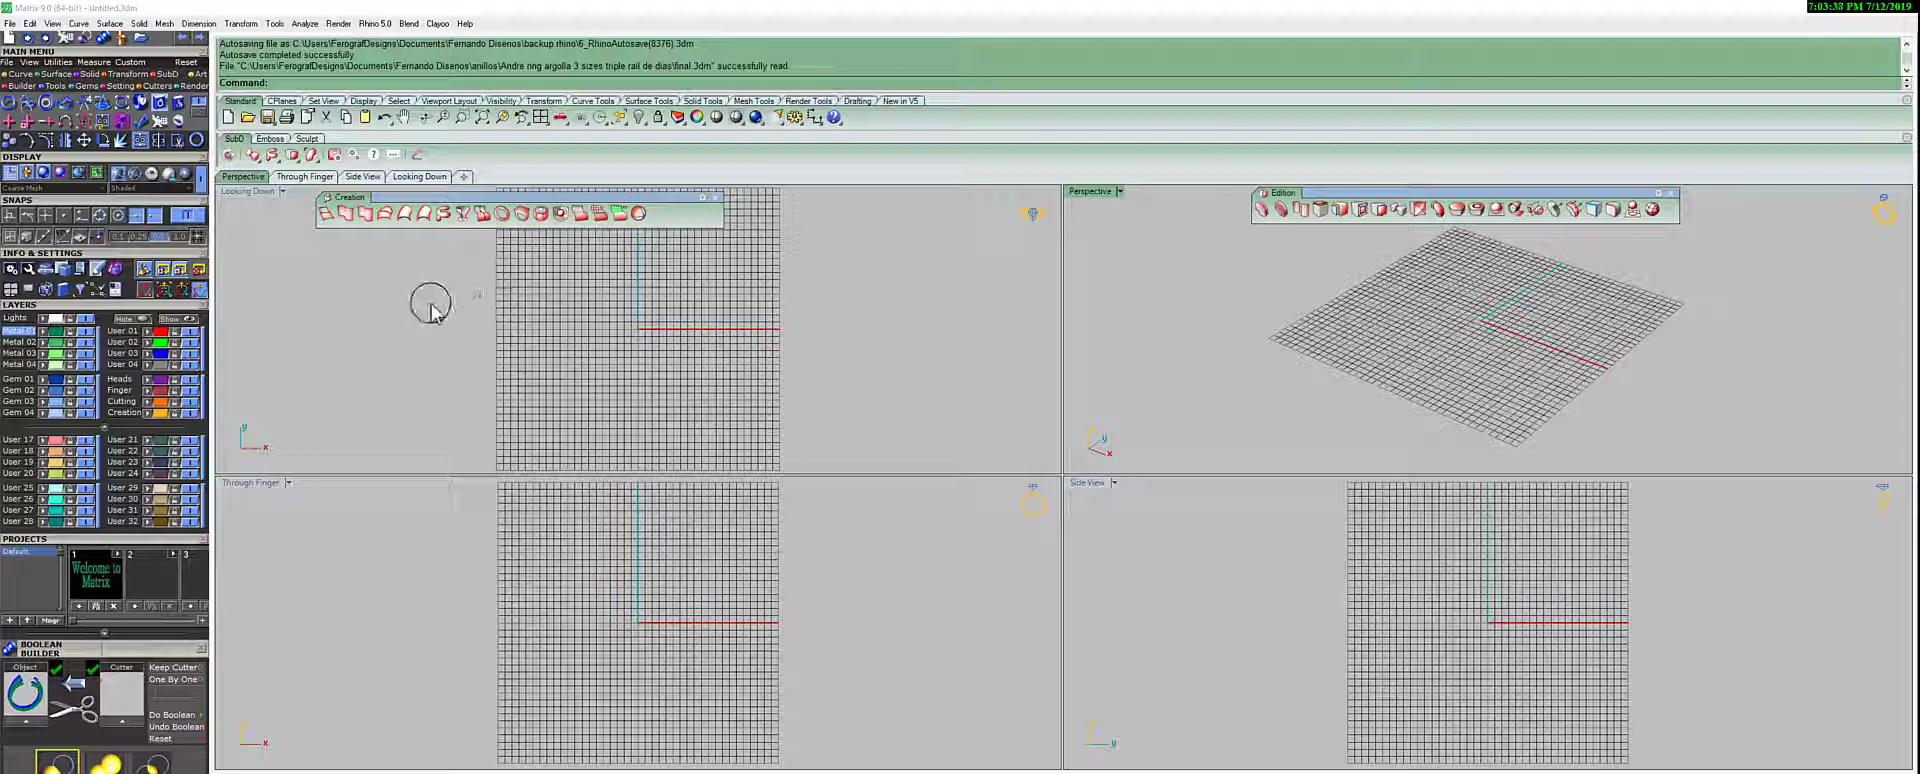 Matrix 9.0 (64-bit) - Untitled.3dm
7:03:38 PM 7/12/2019
File Edit View Curve Surface Solid Mesh Dimension Transform Tools Analyze Render Rhino 5.0 Blend Clayoo Help
Autosaving file as C:\Users\FerografDesigns\Documents\Fernando Disenos\backup rhino\6_RhinoAutosave(8376).3dm
Autosave completed successfully
File "C:\Users\FerografDesigns\Documents\Fernando Disenos\anillos\Andre ring argolla 3 sizes triple rail de dias\final.3dm" successfully read.
Command:
Standard CPlanes Set View Display Select Viewport Layout Visibility Transform Curve Tools Surface Tools Solid Tools Mesh Tools Render Tools Drafting New in V5
SubD Emboss Sculpt
Perspective Through Finger Side View Looking Down
MAIN MENU
File View Utilities Measure Custom Reset
Curve Surface Solid Transform SubD Art
Builder Tools Gems Setting Cutters Render
DISPLAY
Coarse Mesh Shaded
SNAPS
INFO & SETTINGS
LAYERS
Lights Hide Show
Metal 01 User 01
Metal 02 User 02
Metal 03 User 03
Metal 04 User 04
Gem 01 Heads
Gem 02 Finger
Gem 03 Cutting
Gem 04 Creation
User 17 User 21
User 18 User 22
User 19 User 23
User 20 User 24
User 25 User 29
User 26 User 30
User 27 User 31
User 28 User 32
PROJECTS
Default 1 2 3
Welcome to
Matrix
Mngr
BOOLEAN
BUILDER
Object Cutter Keep Cutter
One By One
Do Boolean
Undo Boolean
Reset
Looking Down
Creation
y
x
Perspective
Edition
y
x
Through Finger
x
Side View
y